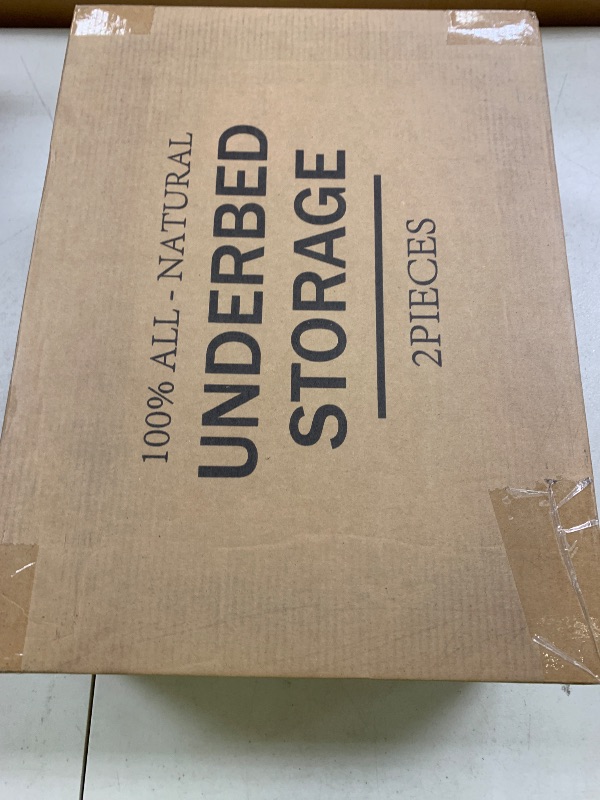 100% ALL - NATURAL
UNDERBED
STORAGE
2PIECES